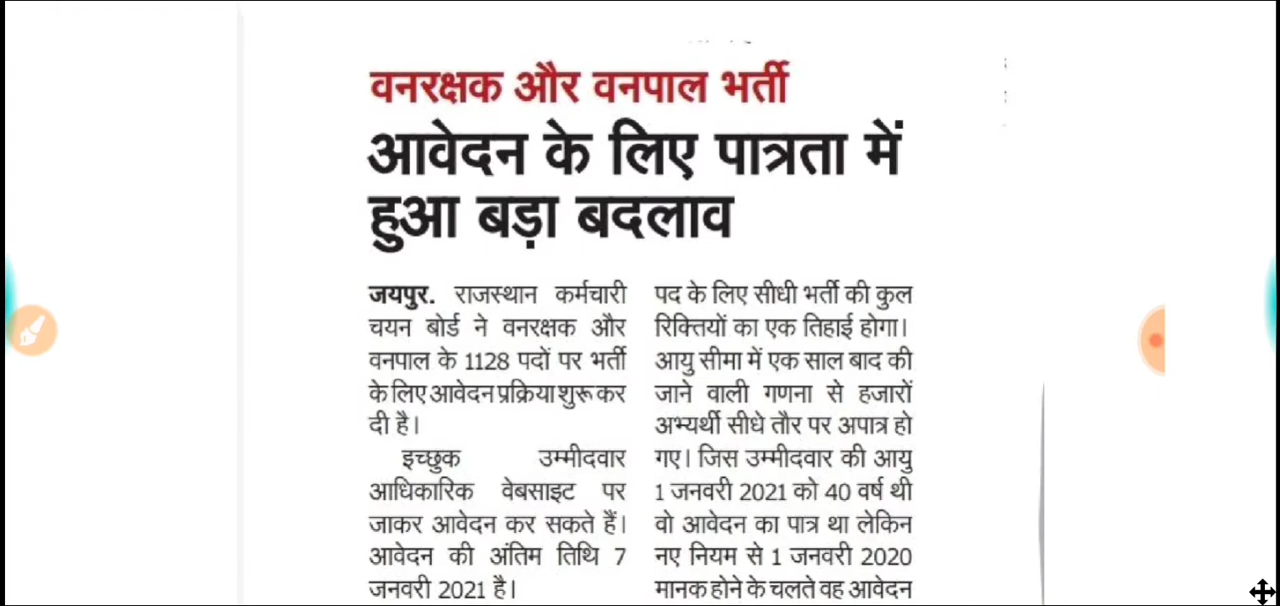 वनरक्षक और वनपाल भर्ती
आवेदन के लिए पात्रता में
हुआ बड़ा बदलाव
जयपुर. राजस्थान कर्मचारी
चयन बोर्ड ने वनरक्षक और
वनपाल के 1128 पदों पर भर्ती
के लिए आवेदन प्रक्रिया शुरू कर
दी है।
इच्छुक उम्मीदवार
आधिकारिक वेबसाइट पर
जाकर आवेदन कर सकते हैं।
आवेदन की अंतिम तिथि 7
जनवरी 2021 है।
पद के लिए सीधी भर्ती की कुल
रिक्तियों का एक तिहाई होगा।
आयु सीमा में एक साल बाद की
जाने वाली गणना से हजारों
अभ्यर्थी सीधे तौर पर अपात्र हो
गए। जिस उम्मीदवार की आयु
1 जनवरी 2021 को 40 वर्ष थी
वो आवेदन का पात्र था लेकिन
नए नियम से 1 जनवरी 2020
मानक होने के चलते वह आवेदन